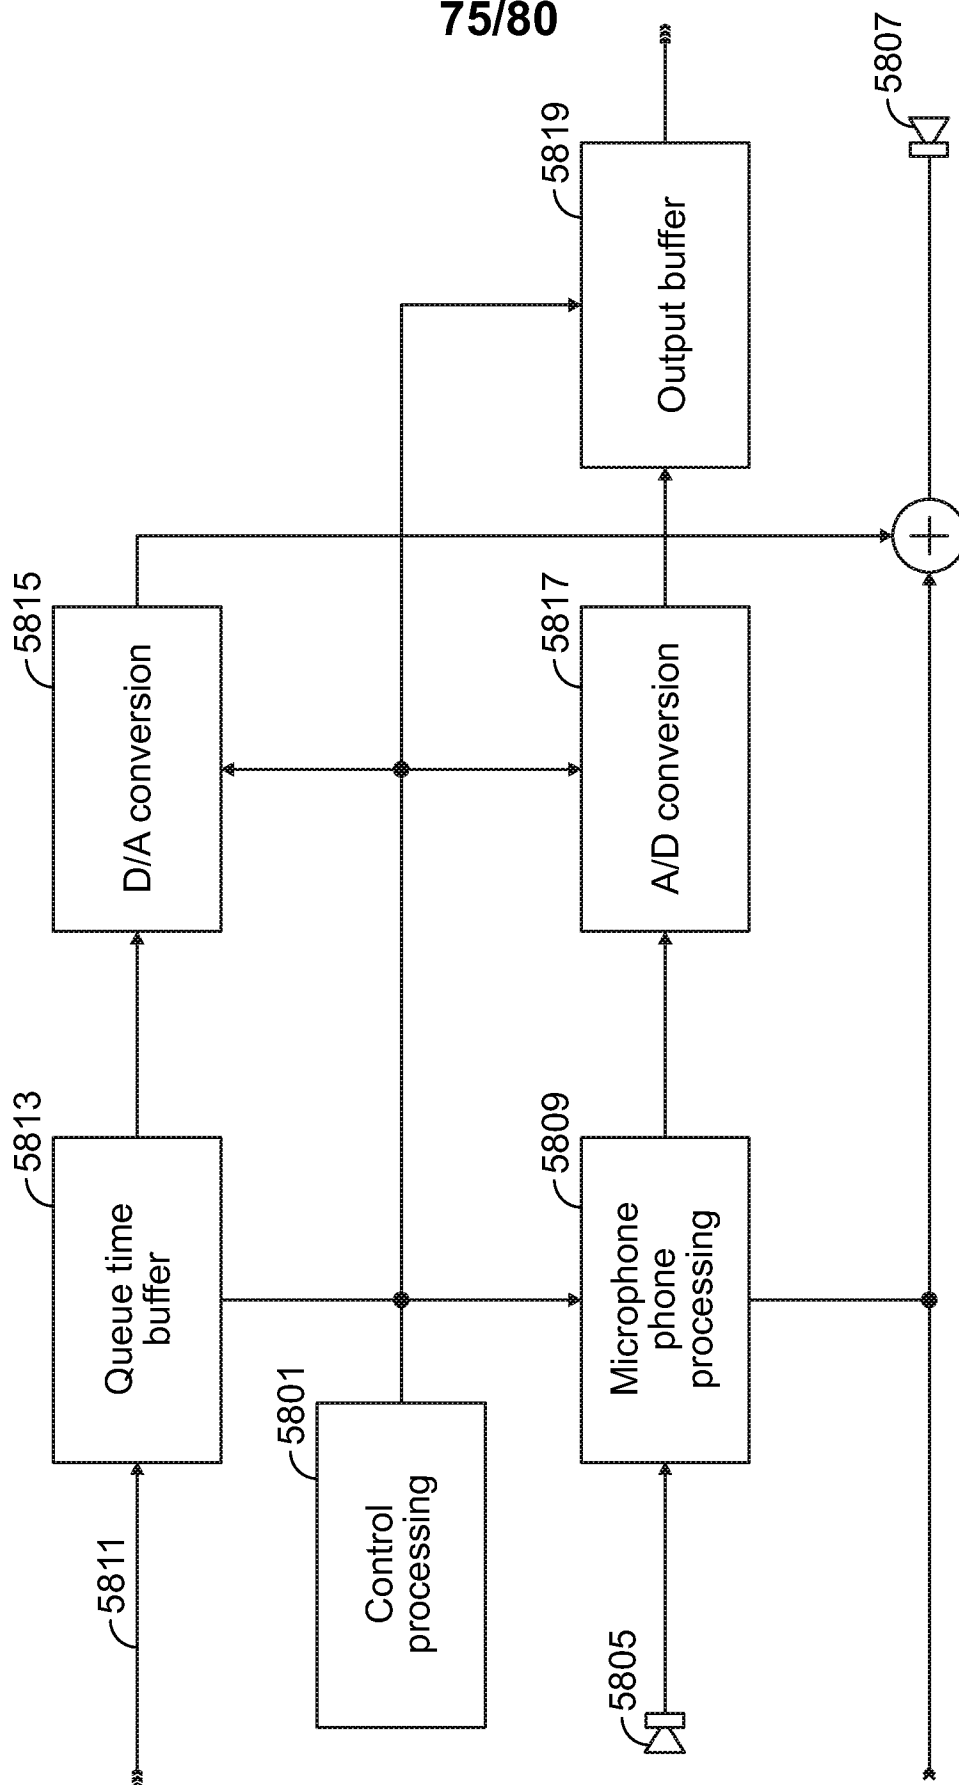 75/80
5811
5813
Queue time
buffer
5815
D/A conversion
5801
Control
processing
5805
5809
Microphone
phone
processing
5817
A/D conversion
5819
Output buffer
5807